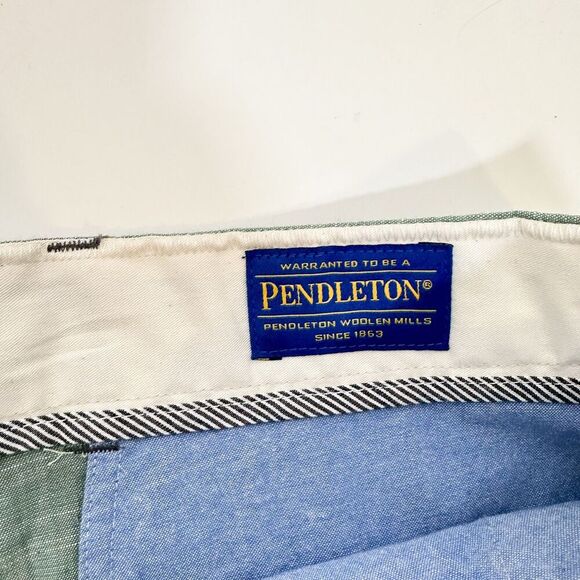 WARRANTED TO BE A
PENDLETON®
PENDLETON WOOLEN MILLS
SINCE 1863